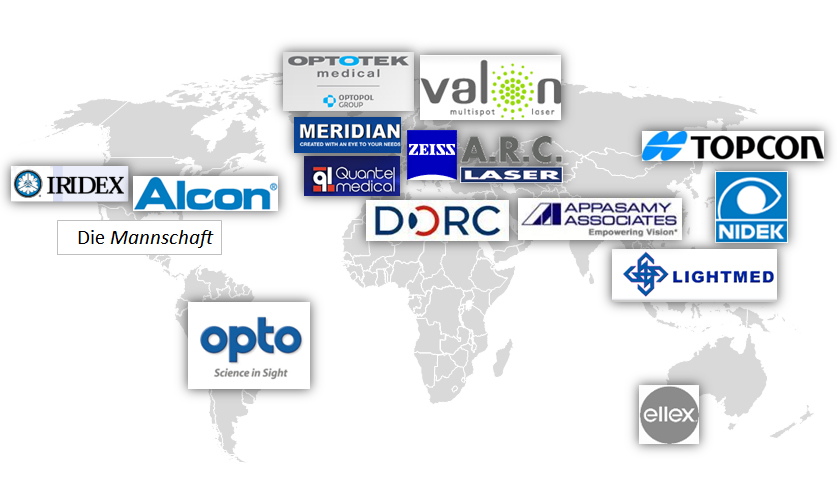 OPTOTEK
medical
OPTOPOL
GROUP
valon
multispot laser
MERIDIAN
CREATED WITH AN EYE TO YOUR NEEDS
ZEISS
A.R.C.
LASER
TOPCON
IRIDEX
Alcon®
ql Quantel
medical
Die Mannschaft
DORC
APPASAMY
ASSOCIATES
Empowering Vision*
NIDEK
LIGHTMED
opto
Science in Sight
ellex